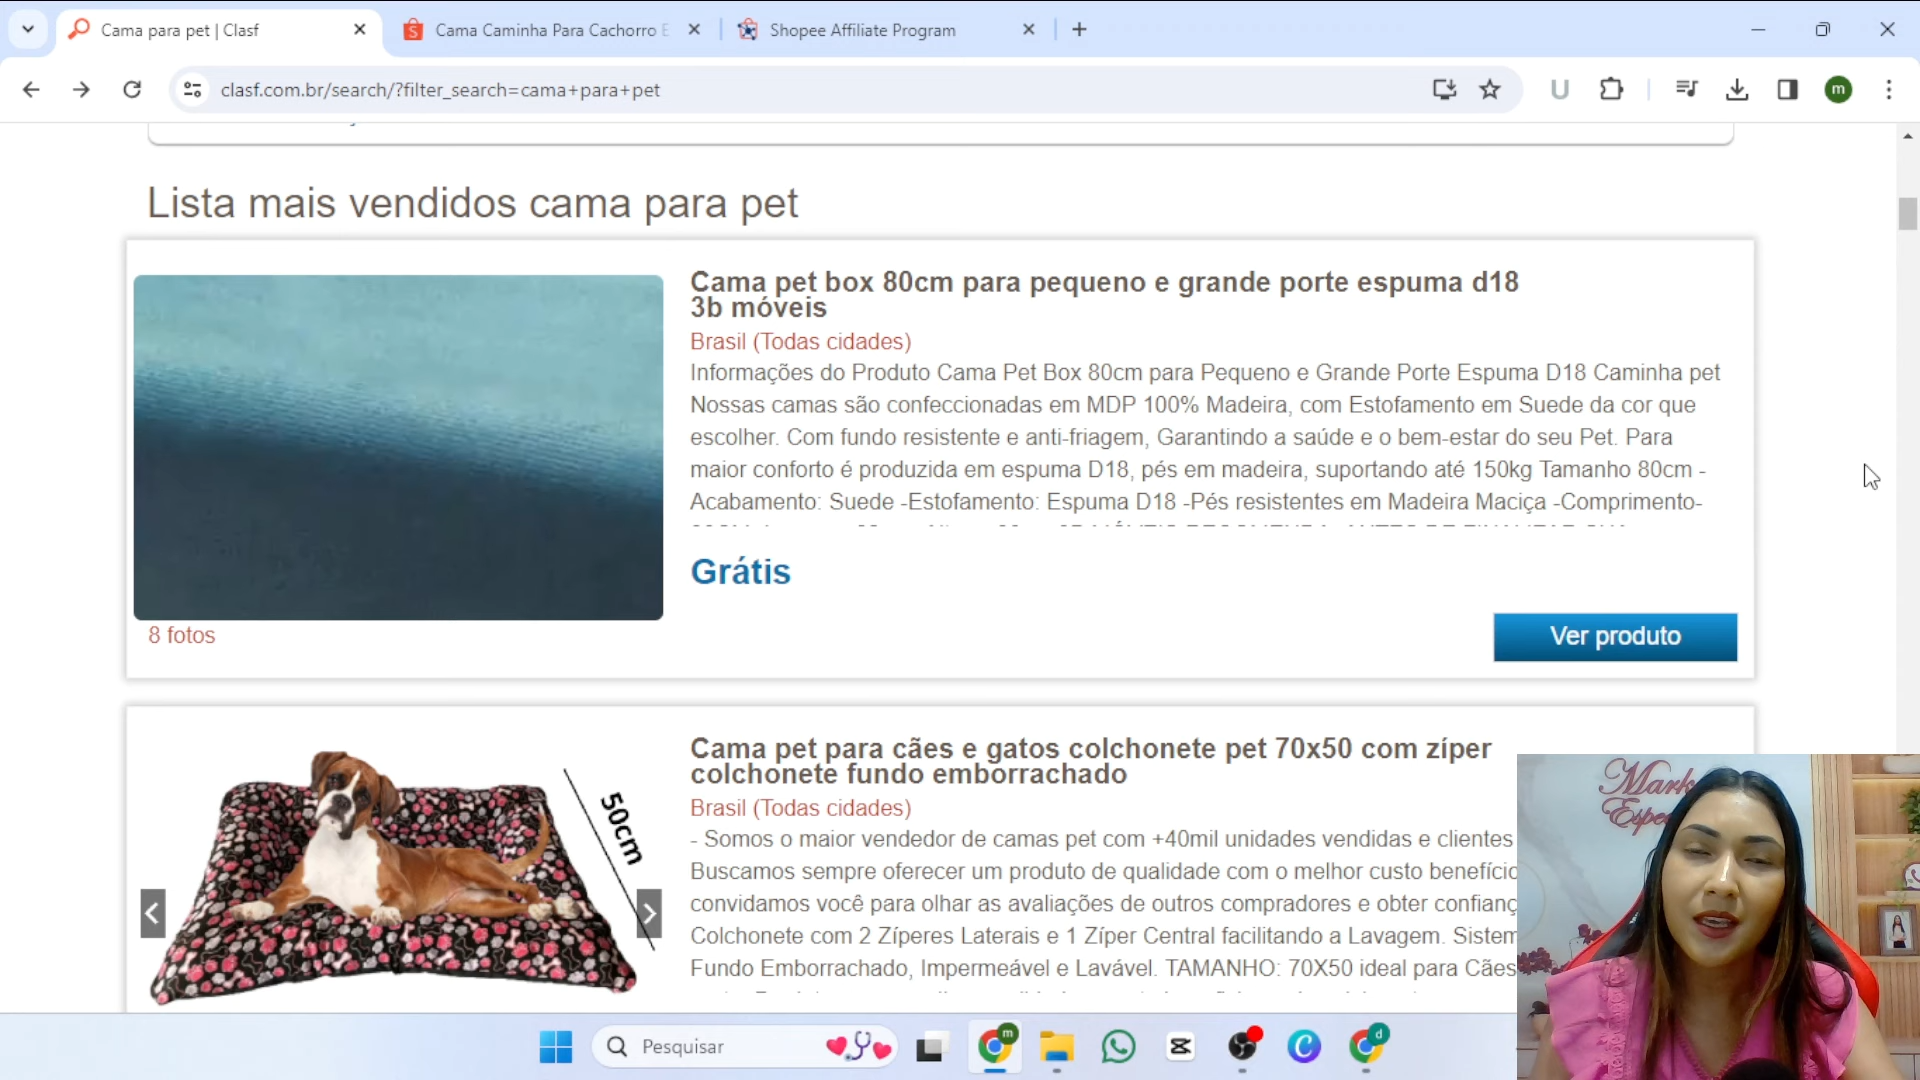 Cama para pet | Clasf
Cama Caminha Para Cachorro E
Shopee Affiliate Program
clasf.com.br/search/?filter_search=cama+para+pet
U
m
Lista mais vendidos cama para pet
Cama pet box 80cm para pequeno e grande porte espuma d18
3b móveis
Brasil (Todas cidades)
Informações do Produto Cama Pet Box 80cm para Pequeno e Grande Porte Espuma D18 Caminha pet
Nossas camas são confeccionadas em MDP 100% Madeira, com Estofamento em Suede da cor que
escolher. Com fundo resistente e anti-friagem, Garantindo a saúde e o bem-estar do seu Pet. Para
maior conforto é produzida em espuma D18, pés em madeira, suportando até 150kg Tamanho 80cm -
Acabamento: Suede -Estofamento: Espuma D18 -Pés resistentes em Madeira Maciça -Comprimento-
Grátis
8 fotos
Ver produto
50cm
Cama pet para cães e gatos colchonete pet 70x50 com zíper
colchonete fundo emborrachado
Brasil (Todas cidades)
- Somos o maior vendedor de camas pet com +40mil unidades vendidas e clientes
Buscamos sempre oferecer um produto de qualidade com o melhor custo benefício
convidamos você para olhar as avaliações de outros compradores e obter confianç
Colchonete com 2 Zíperes Laterais e 1 Zíper Central facilitando a Lavagem. Sistem
Fundo Emborrachado, Impermeável e Lavável. TAMANHO: 70X50 ideal para Cães
Mark
Espe
Pesquisar
m
d